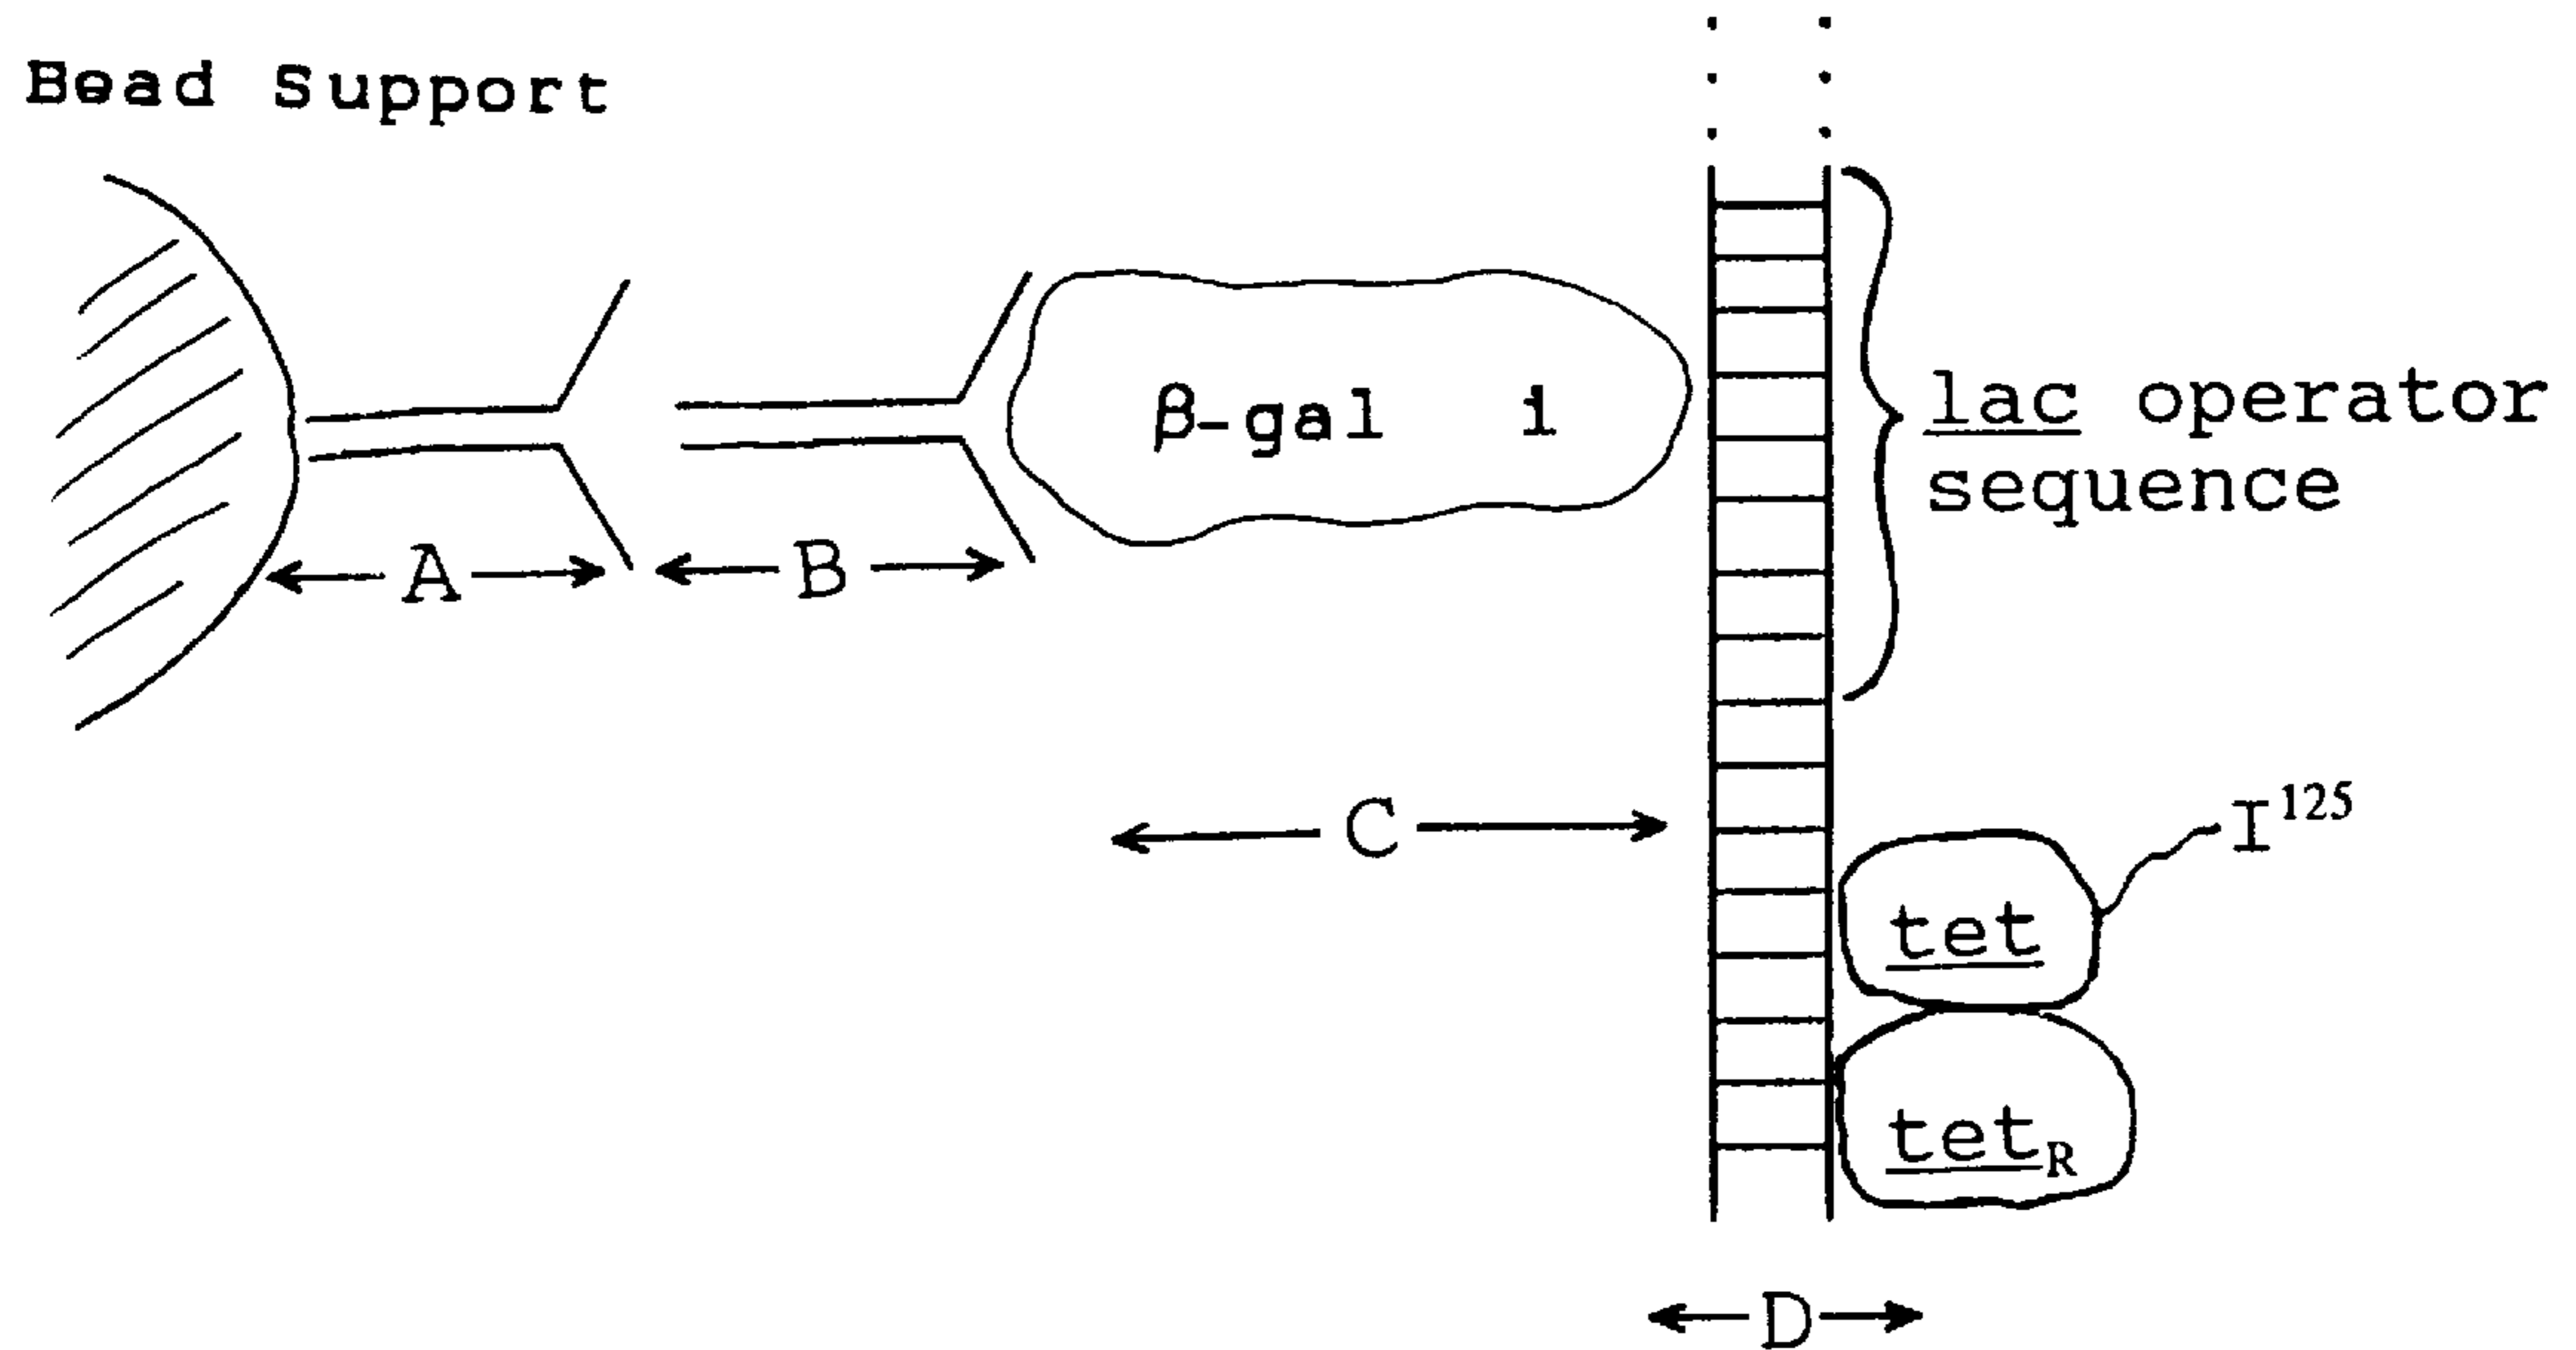 Bead Support
β-gal i
lac operator
sequence
A
B
C
I¹²⁵
tet
tetR
D